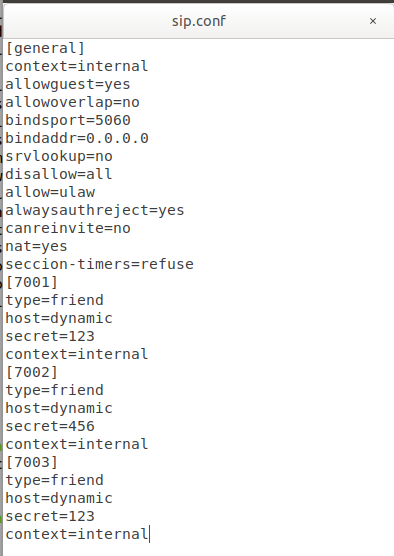 sip.conf
×
[general]
context=internal
allowguest=yes
allowoverlap=no
bindsport=5060
bindaddr=0.0.0.0
srvlookup=no
disallow=all
allow=ulaw
alwaysauthreject=yes
canreinvite=no
nat=yes
seccion-timers=refuse
[7001]
type=friend
host=dynamic
secret=123
context=internal
[7002]
type=friend
host=dynamic
secret=456
context=internal
[7003]
type=friend
host=dynamic
secret=123
context=internal